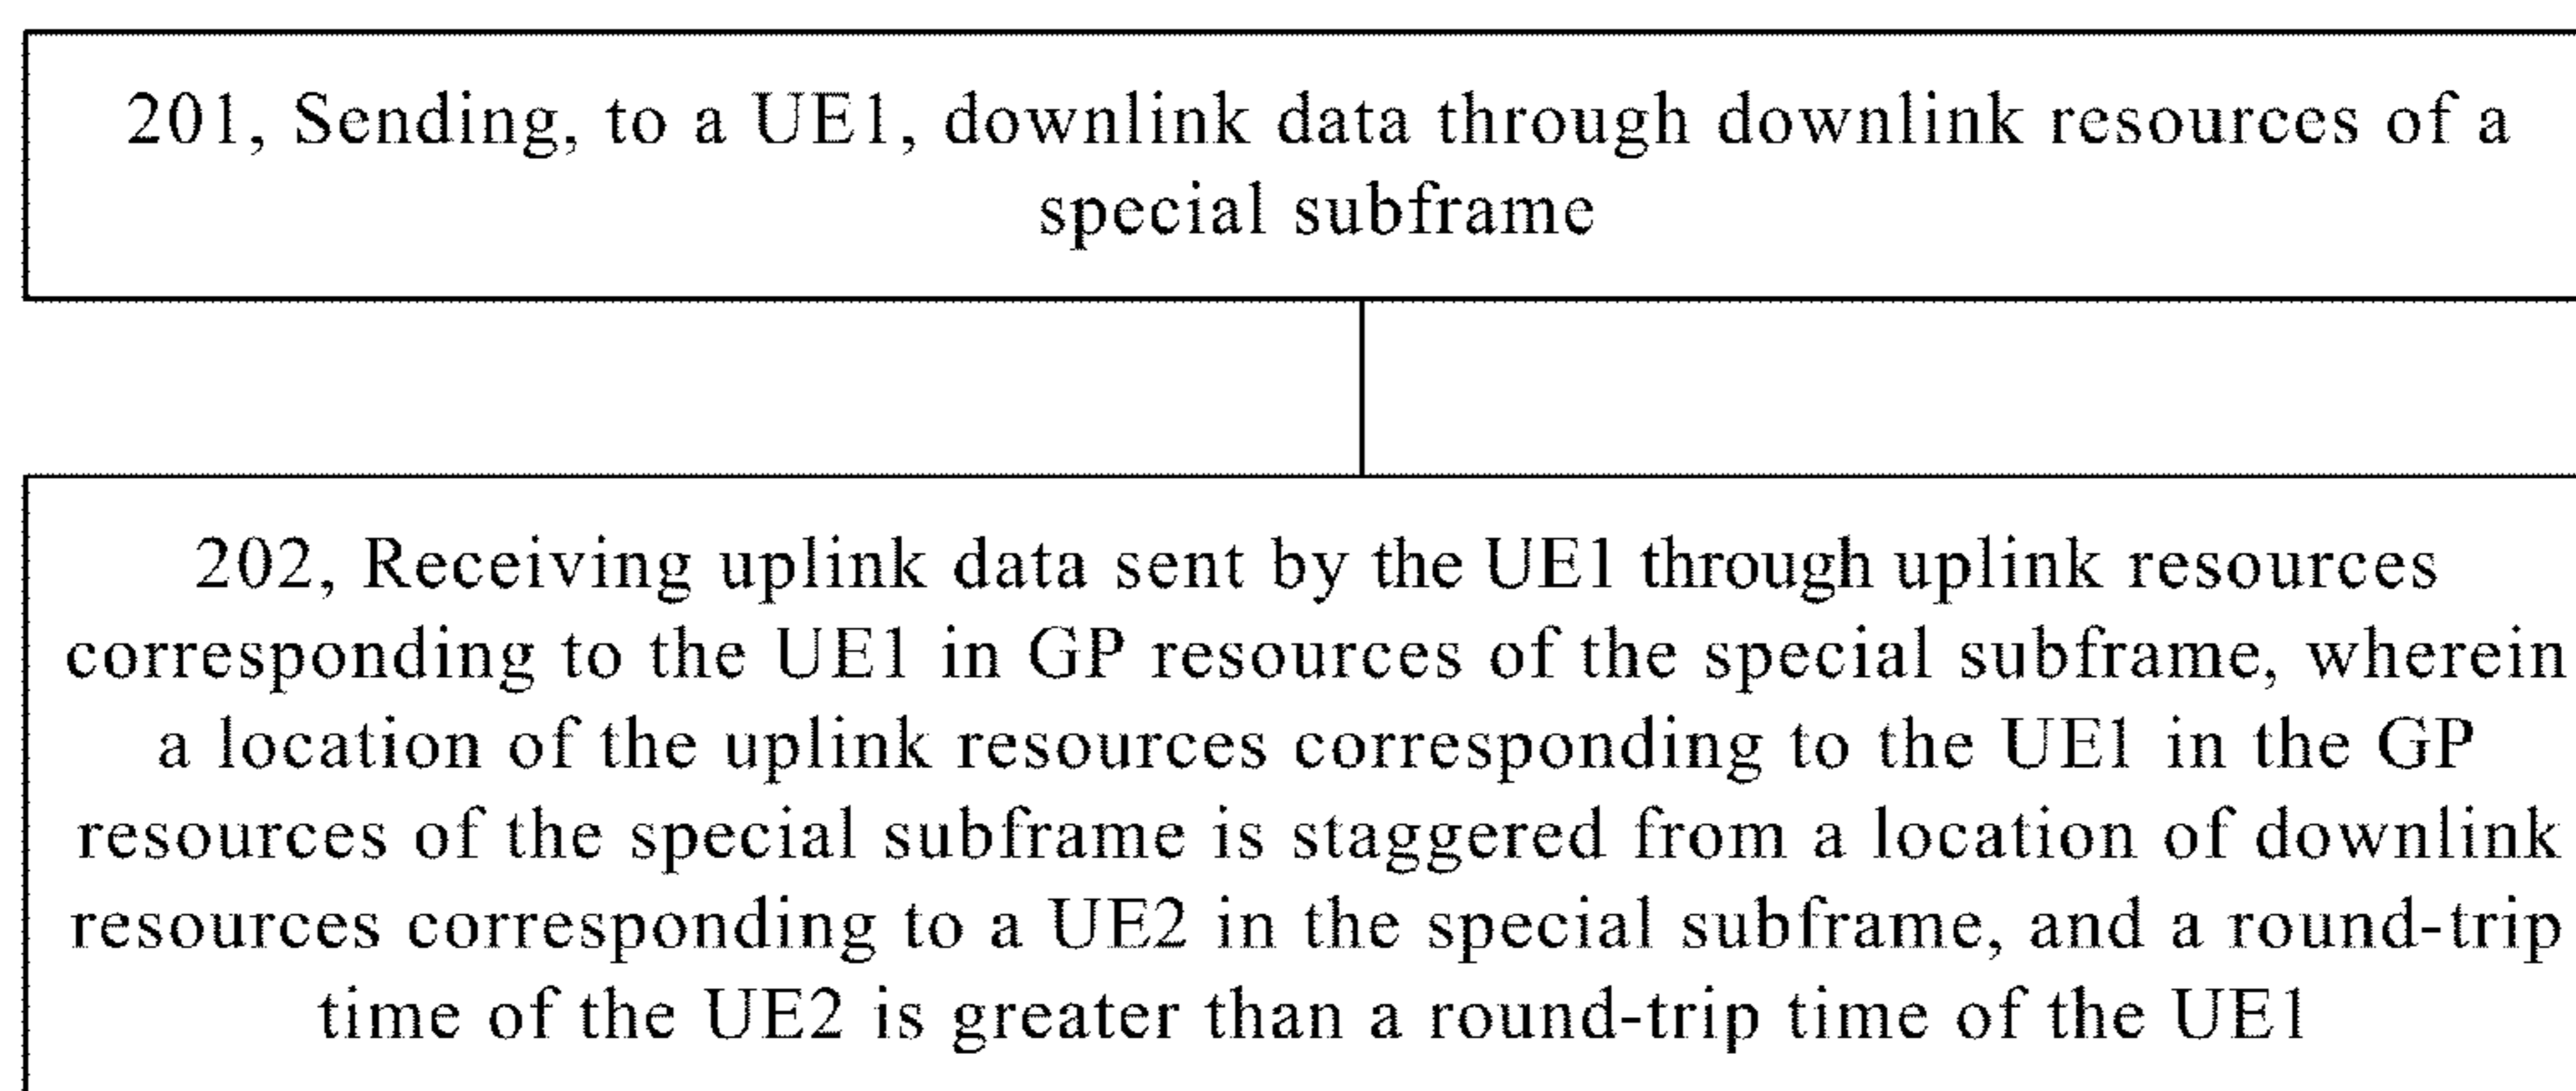 201, Sending, to a UE1, downlink data through downlink resources of a
special subframe
202, Receiving uplink data sent by the UE1 through uplink resources
corresponding to the UE1 in GP resources of the special subframe, wherein
a location of the uplink resources corresponding to the UE1 in the GP
resources of the special subframe is staggered from a location of downlink
resources corresponding to a UE2 in the special subframe, and a round-trip
time of the UE2 is greater than a round-trip time of the UE1